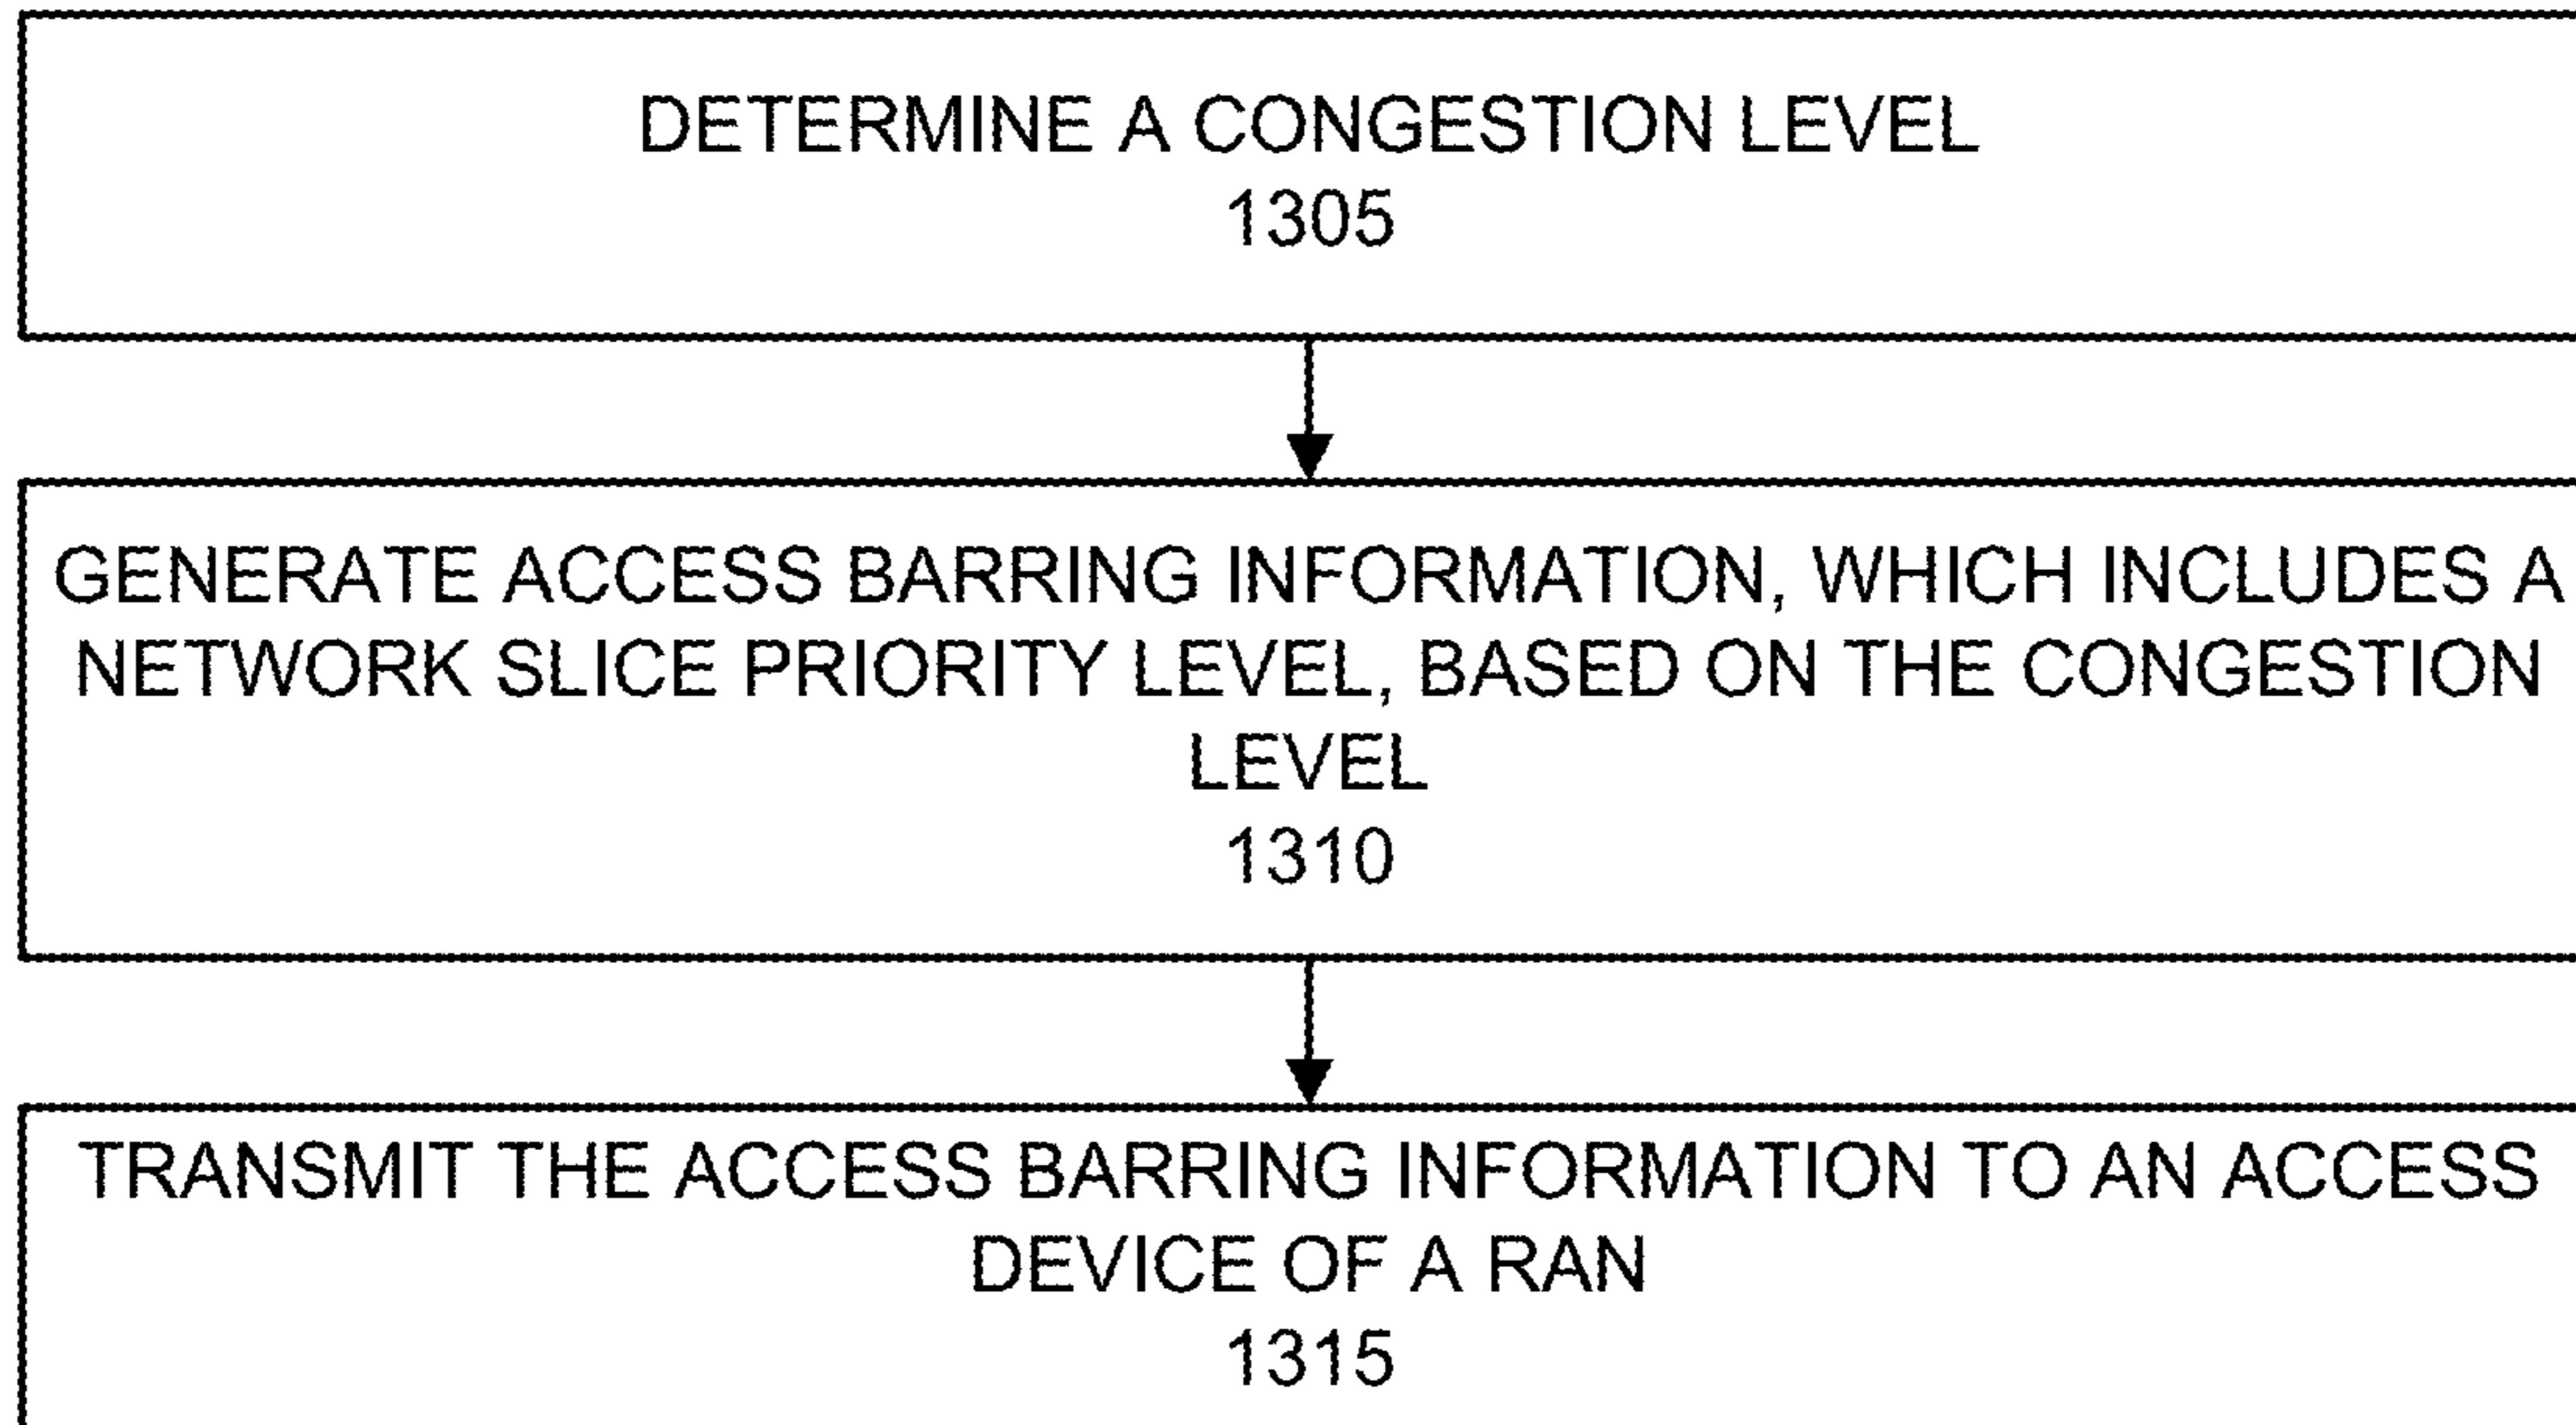 DETERMINE A CONGESTION LEVEL
1305
GENERATE ACCESS BARRING INFORMATION, WHICH INCLUDES A
NETWORK SLICE PRIORITY LEVEL, BASED ON THE CONGESTION
LEVEL
1310
TRANSMIT THE ACCESS BARRING INFORMATION TO AN ACCESS
DEVICE OF A RAN
1315